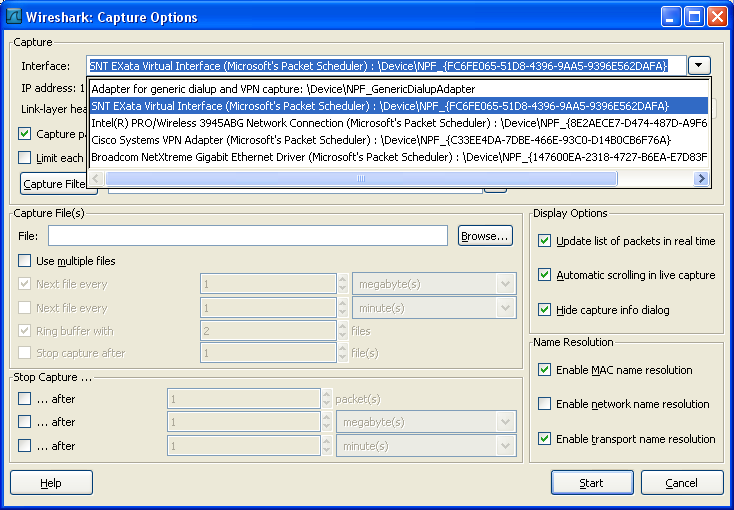 Wireshark: Capture Options
Capture
Interface: SNT EXata Virtual Interface (Microsoft's Packet Scheduler) : \Device\NPF_{FC6FE065-51D8-4396-9AA5-9396E562DAFA}
IP address: 1
Adapter for generic dialup and VPN capture: \Device\NPF_GenericDialupAdapter
Link-layer hea
SNT EXata Virtual Interface (Microsoft's Packet Scheduler) : \Device\NPF_{FC6FE065-51D8-4396-9AA5-9396E562DAFA}
Intel(R) PRO/Wireless 3945ABG Network Connection (Microsoft's Packet Scheduler) : \Device\NPF_{8E2AECE7-D474-487D-A9F6
Capture pa
Cisco Systems VPN Adapter (Microsoft's Packet Scheduler) : \Device\NPF_{C33EE4DA-7DBE-466E-93C0-D14B0CB6F76A}
Limit each
Broadcom NetXtreme Gigabit Ethernet Driver (Microsoft's Packet Scheduler) : \Device\NPF_{147600EA-2318-4727-B6EA-E7D83F
Capture Filte
Capture File(s)
File:
Browse...
Use multiple files
Next file every 1 megabyte(s)
Next file every 1 minute(s)
Ring buffer with 2 files
Stop capture after 1 file(s)
Display Options
Update list of packets in real time
Automatic scrolling in live capture
Hide capture info dialog
Stop Capture ...
... after 1 packet(s)
... after 1 megabyte(s)
... after 1 minute(s)
Name Resolution
Enable MAC name resolution
Enable network name resolution
Enable transport name resolution
Help
Start
Cancel